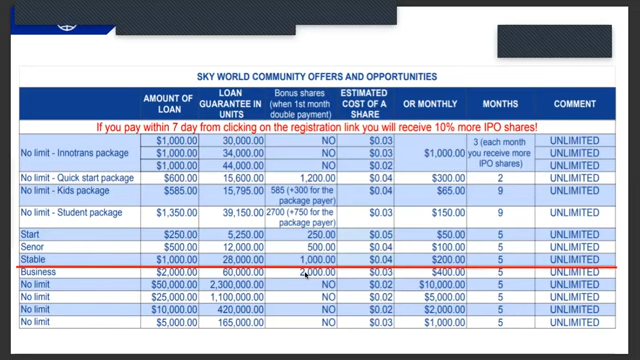 SKY WORLD COMMUNITY OFFERS AND OPPORTUNITIES
AMOUNT OF LOAN LOAN GUARANTEE IN UNITS Bonus shares (when 1st month double payment) ESTIMATED COST OF A SHARE OR MONTHLY MONTHS COMMENT
If you pay within 7 day from clicking on the registration link you will receive 10% more IPO shares!
No limit - Innotrans package $1,000.00 30,000.00 NO $0.03 $1,000.00 3 (each month you receive more IPO shares) UNLIMITED
$1,000.00 34,000.00 NO $0.03 UNLIMITED
$1,000.00 44,000.00 NO $0.02 UNLIMITED
No limit - Quick start package $600.00 15,600.00 1,200.00 $0.04 $300.00 2 UNLIMITED
No limit - Kids package $585.00 15,795.00 585 (+300 for the package payer) $0.04 $65.00 9 UNLIMITED
No limit - Student package $1,350.00 39,150.00 2700 (+750 for the package payer) $0.03 $150.00 9 UNLIMITED
Start $250.00 5,250.00 250.00 $0.05 $50.00 5 UNLIMITED
Senor $500.00 12,000.00 500.00 $0.04 $100.00 5 UNLIMITED
Stable $1,000.00 28,000.00 1,000.00 $0.04 $200.00 5 UNLIMITED
Business $2,000.00 60,000.00 2,000.00 $0.03 $400.00 5 UNLIMITED
No limit $50,000.00 2,300,000.00 NO $0.02 $10,000.00 5 UNLIMITED
No limit $25,000.00 1,100,000.00 NO $0.02 $5,000.00 5 UNLIMITED
No limit $10,000.00 420,000.00 NO $0.02 $2,000.00 5 UNLIMITED
No limit $5,000.00 165,000.00 NO $0.03 $1,000.00 5 UNLIMITED